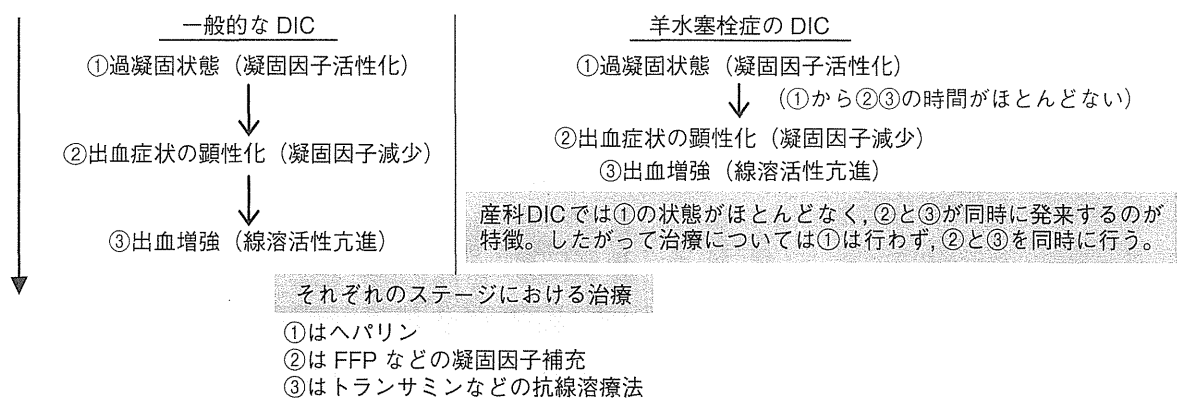 一般的な DIC
①過凝固状態（凝固因子活性化）
②出血症状の顕性化（凝固因子減少）
③出血増強（線溶活性亢進）
羊水塞栓症の DIC
①過凝固状態（凝固因子活性化）
（①から②③の時間がほとんどない）
②出血症状の顕性化（凝固因子減少）
③出血増強（線溶活性亢進）
産科DICでは①の状態がほとんどなく，②と③が同時に発来するのが
特徴。したがって治療については①は行わず，②と③を同時に行う。
それぞれのステージにおける治療
①はヘパリン
②は FFP などの凝固因子補充
③はトランサミンなどの抗線溶療法